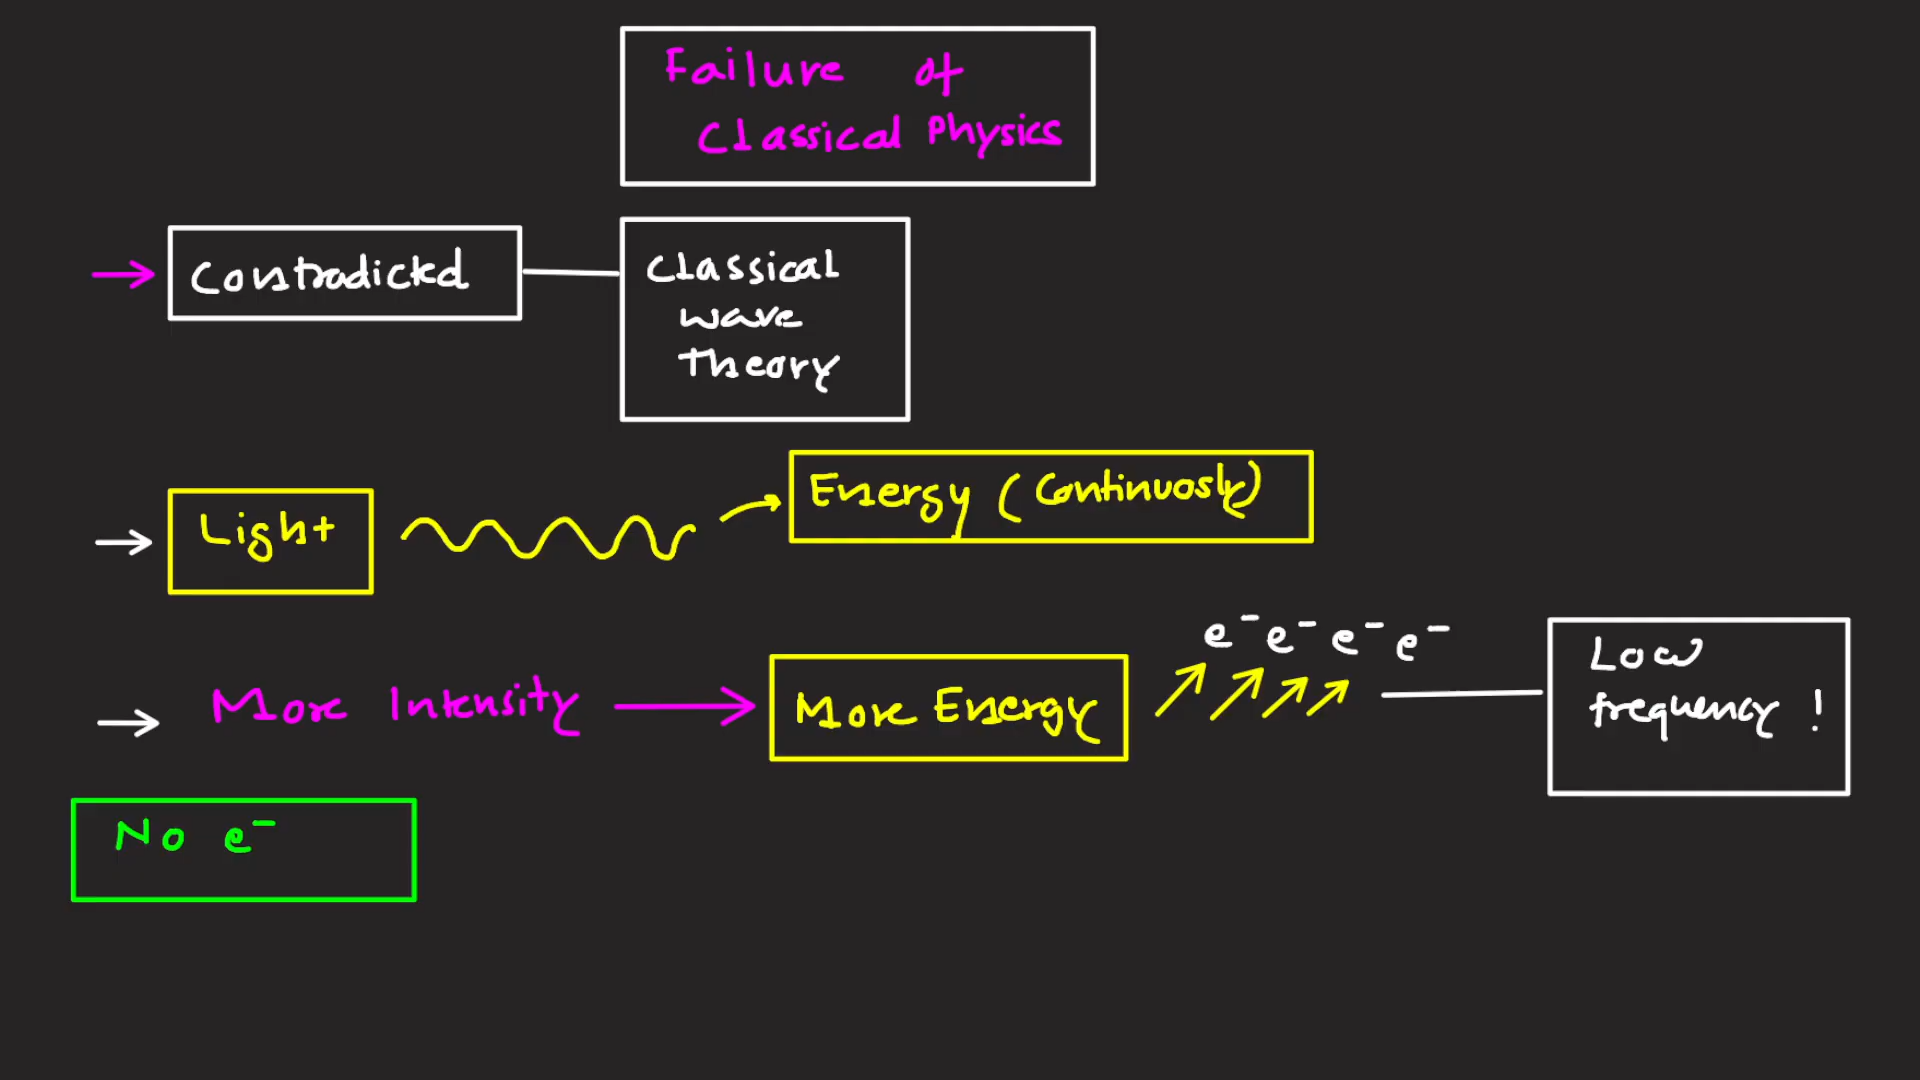 Failure of
Classical Physics
Contradicted
Classical
wave
Theory
Light
Energy (Continuosly)
e⁻ e⁻ e⁻ e⁻
More Intensity
More Energy
Low
frequency !
No e⁻